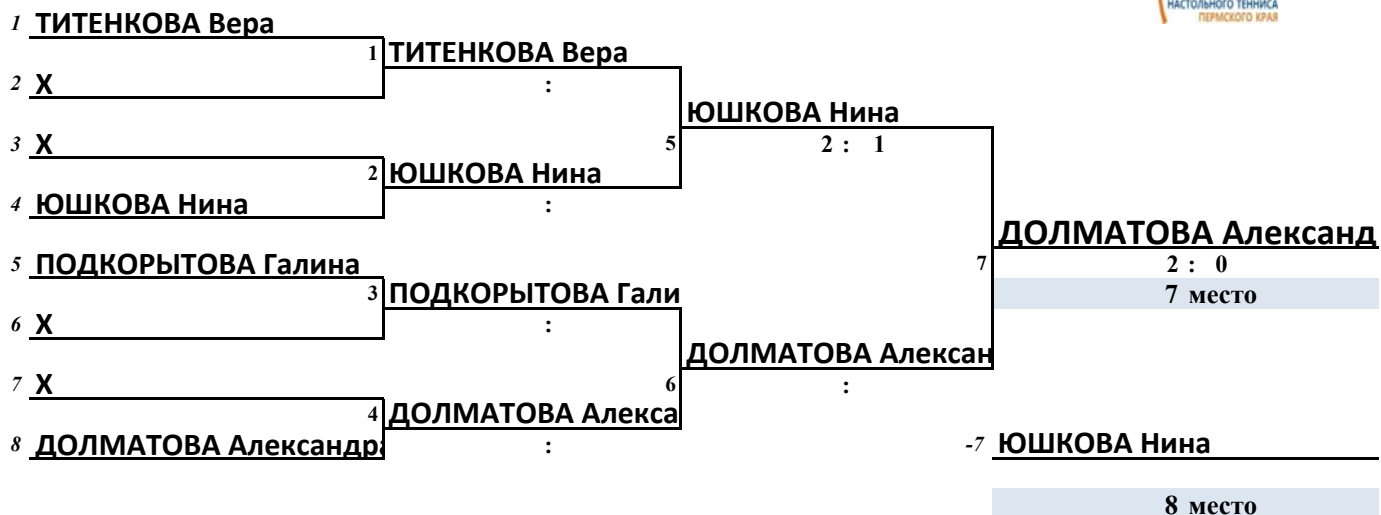 НАСТОЛЬНОГО ТЕННИСА
ПЕРМСКОГО КРАЯ
1 ТИТЕНКОВА Вера
1 ТИТЕНКОВА Вера
2 Х
:
ЮШКОВА Нина
3 Х
5
2 : 1
2 ЮШКОВА Нина
4 ЮШКОВА Нина
:
ДОЛМАТОВА Александ
5 ПОДКОРЫТОВА Галина
7
2 : 0
3 ПОДКОРЫТОВА Гали
7 место
6 Х
:
ДОЛМАТОВА Алексан
7 Х
6
:
4 ДОЛМАТОВА Алекса
8 ДОЛМАТОВА Александра
:
-7 ЮШКОВА Нина
8 место